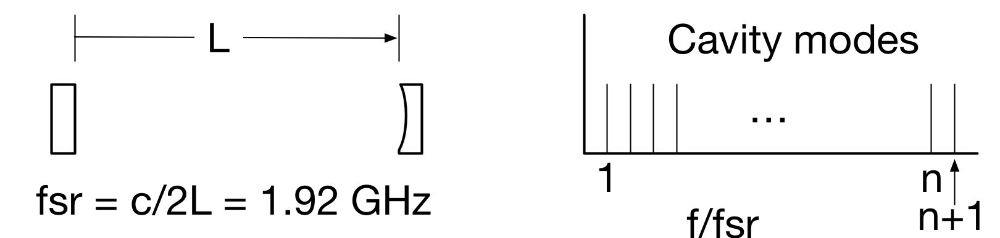 L
fsr = c/2L = 1.92 GHz
Cavity modes
...
1
n
n+1
f/fsr